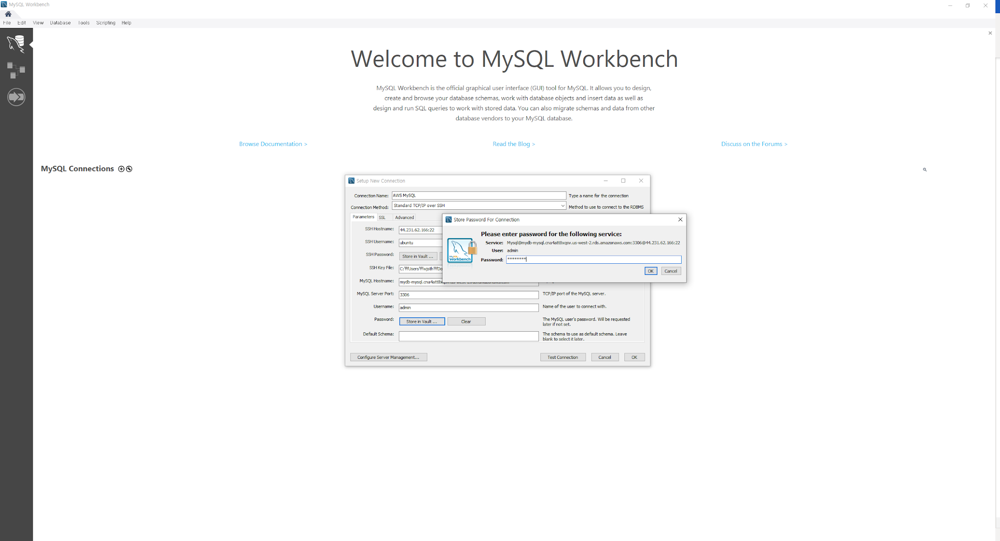 MySQL Workbench
File Edit View Database Tools Scripting Help
Welcome to MySQL Workbench
MySQL Workbench is the official graphical user interface (GUI) tool for MySQL. It allows you to design,
create and browse your database schemas, work with database objects and insert data as well as
design and run SQL queries to work with stored data. You can also migrate schemas and data from other
database vendors to your MySQL database.
Browse Documentation > Read the Blog > Discuss on the Forums >
MySQL Connections
Setup New Connection
Connection Name: AWS MySQL Type a name for the connection
Connection Method: Standard TCP/IP over SSH Method to use to connect to the RDBMS
Parameters SSL Advanced
SSH Hostname: 44.231.62.166:22
SSH Username: ubuntu
SSH Password: Store in Vault ...
SSH Key File: C:₩Users₩wjsth₩Do
MySQL Hostname: mydb-mysql.cna4att8xqsv.us-west-2.rds.amazonaws.com
MySQL Server Port: 3306 TCP/IP port of the MySQL server.
Username: admin Name of the user to connect with.
Password: Store in Vault ... Clear The MySQL user's password. Will be requested
later if not set.
Default Schema: The schema to use as default schema. Leave
blank to select it later.
Configure Server Management... Test Connection Cancel OK
Store Password For Connection
Please enter password for the following service:
Service: Mysql@mydb-mysql.cna4att8xqsv.us-west-2.rds.amazonaws.com:3306@44.231.62.166:22
User: admin
MySQL
Workbench
Password: ********
OK Cancel